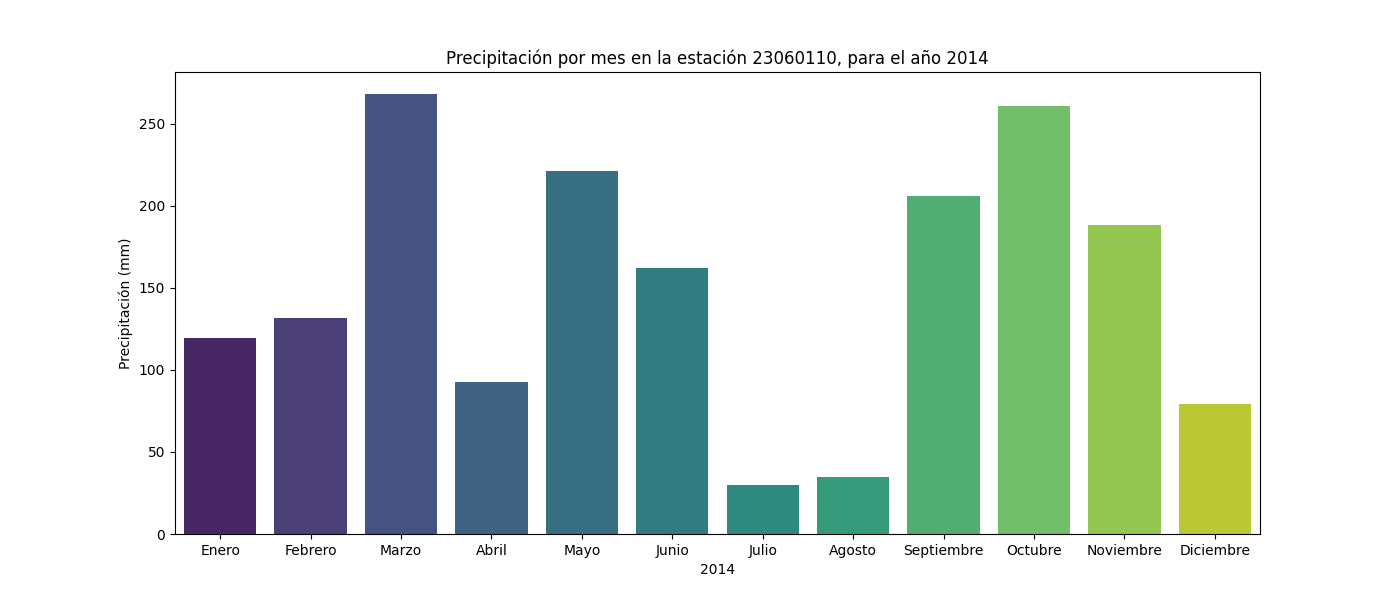 Precipitación por mes en la estación 23060110, para el año 2014
Precipitación (mm)
250
200
150
100
50
0
Enero Febrero Marzo Abril Mayo Junio Julio Agosto Septiembre Octubre Noviembre Diciembre
2014